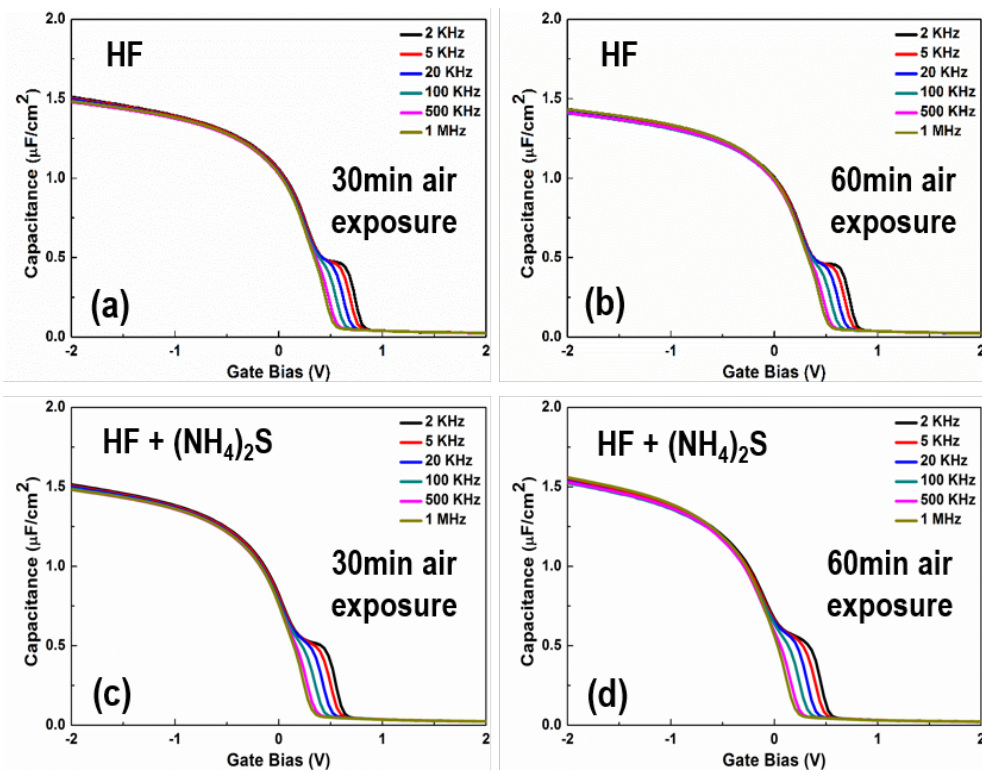 HF
2 KHz
5 KHz
20 KHz
100 KHz
500 KHz
1 MHz
30min air
exposure
(a)
2.0
1.5
1.0
0.5
0.0
-2
-1
0
1
2
Capacitance (µF/cm²)
Gate Bias (V)
HF
2 KHz
5 KHz
20 KHz
100 KHz
500 KHz
1 MHz
60min air
exposure
(b)
2.0
1.5
1.0
0.5
0.0
-2
-1
0
1
2
Capacitance (µF/cm²)
Gate Bias (V)
HF + (NH₄)₂S
2 KHz
5 KHz
20 KHz
100 KHz
500 KHz
1 MHz
30min air
exposure
(c)
2.0
1.5
1.0
0.5
0.0
-2
-1
0
1
2
Capacitance (µF/cm²)
Gate Bias (V)
HF + (NH₄)₂S
2 KHz
5 KHz
20 KHz
100 KHz
500 KHz
1 MHz
60min air
exposure
(d)
2.0
1.5
1.0
0.5
0.0
-2
-1
0
1
2
Capacitance (µF/cm²)
Gate Bias (V)